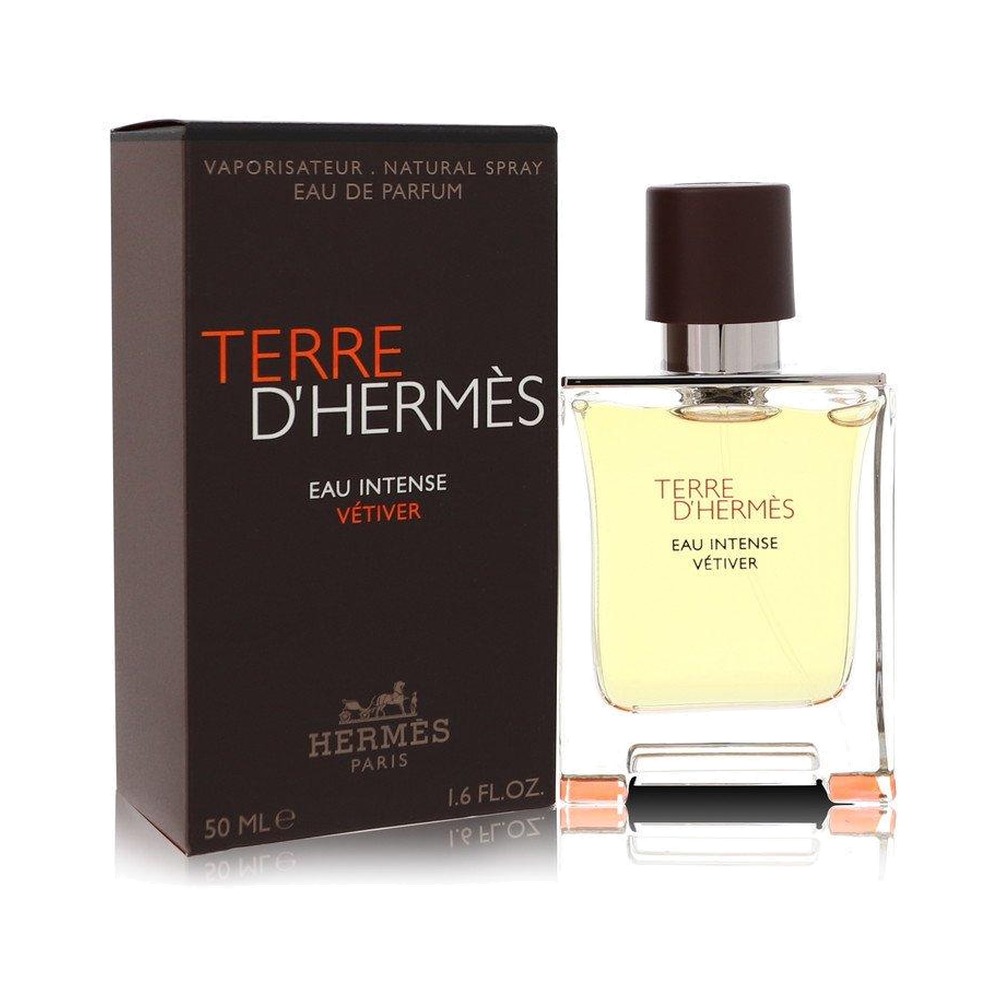 VAPORISATEUR . NATURAL SPRAY
EAU DE PARFUM
TERRE
D'HERMÈS
EAU INTENSE
VÉTIVER
HERMÈS
PARIS
50 ML ℮
1.6 FL.OZ.
TERRE
D'HERMÈS
EAU INTENSE
VÉTIVER